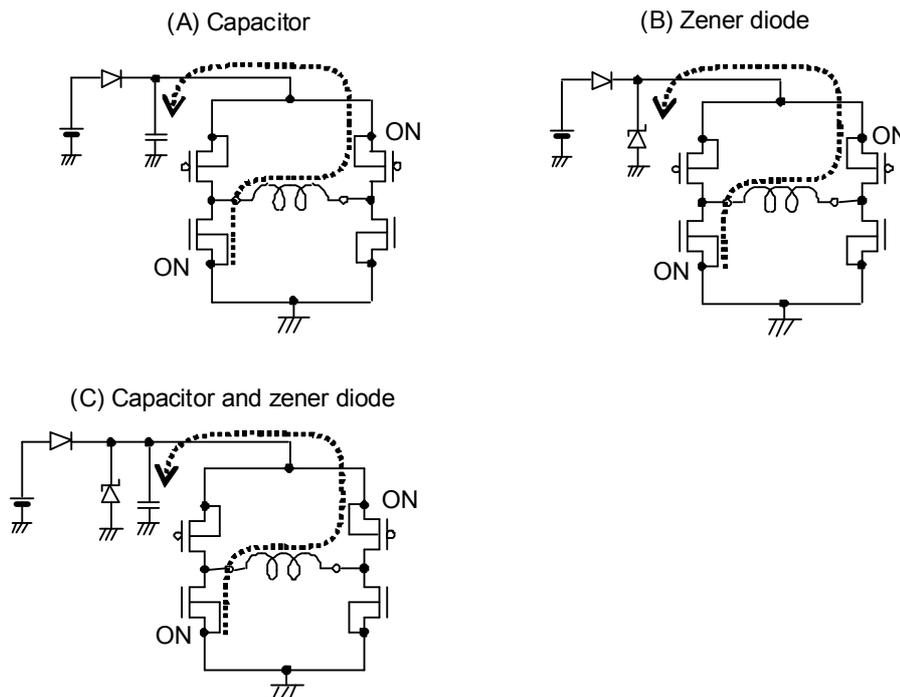 (A) Capacitor
(B) Zener diode
ON
ON
ON
ON
(C) Capacitor and zener diode
ON
ON